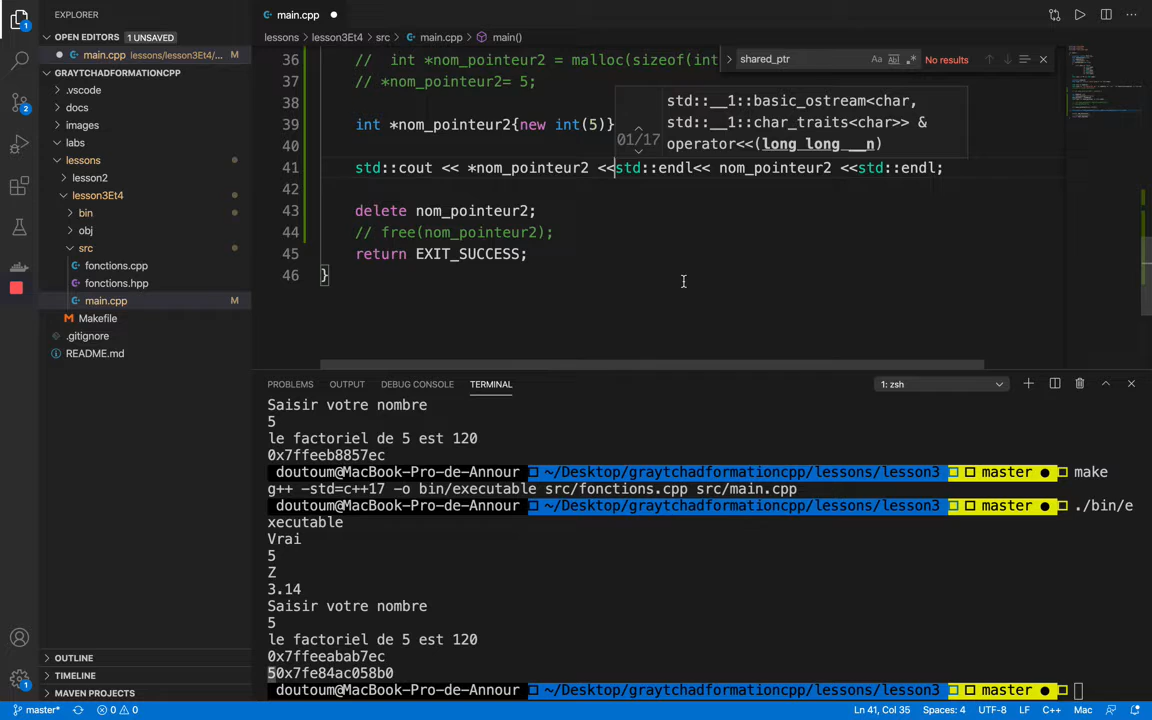 EXPLORER
OPEN EDITORS 1 UNSAVED
main.cpp lessons/lesson3Et4/... M
GRAYTCHADFORMATIONCPP
.vscode
docs
images
labs
lessons
lesson2
lesson3Et4
bin
obj
src
fonctions.cpp
fonctions.hpp
main.cpp M
Makefile
.gitignore
README.md
OUTLINE
TIMELINE
MAVEN PROJECTS
main.cpp
lessons > lesson3Et4 > src > main.cpp > main()
shared_ptr Aa Abl .* No results
36 // int *nom_pointeur2 = malloc(sizeof(int
37 // *nom_pointeur2= 5;
38
39 int *nom_pointeur2{new int(5)}
40
41 std::cout << *nom_pointeur2 <<std::endl<< nom_pointeur2 <<std::endl;
42
43 delete nom_pointeur2;
44 // free(nom_pointeur2);
45 return EXIT_SUCCESS;
46 }
01/17
std::__1::basic_ostream<char,
std::__1::char_traits<char>> &
operator<<(long long __n)
PROBLEMS OUTPUT DEBUG CONSOLE TERMINAL 1: zsh
Saisir votre nombre
5
le factoriel de 5 est 120
0x7ffeeb8857ec
doutoum@MacBook-Pro-de-Annour ~/Desktop/graytchadformationcpp/lessons/lesson3 master ● make
g++ -std=c++17 -o bin/executable src/fonctions.cpp src/main.cpp
doutoum@MacBook-Pro-de-Annour ~/Desktop/graytchadformationcpp/lessons/lesson3 master ● ./bin/e
xecutable
Vrai
5
Z
3.14
Saisir votre nombre
5
le factoriel de 5 est 120
0x7ffeeabab7ec
50x7fe84ac058b0
doutoum@MacBook-Pro-de-Annour ~/Desktop/graytchadformationcpp/lessons/lesson3 master ●
1
2
1
master* 0 0 Ln 41, Col 35 Spaces: 4 UTF-8 LF C++ Mac